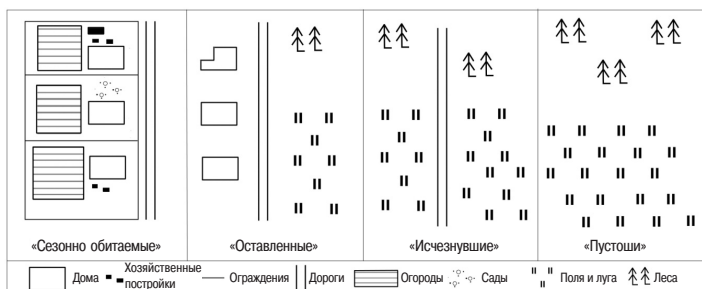 «Сезонно обитаемые» «Оставленные» «Исчезнувшие» «Пустоши»
Дома Хозяйственные постройки Ограждения Дороги Огороды Сады Поля и луга Леса